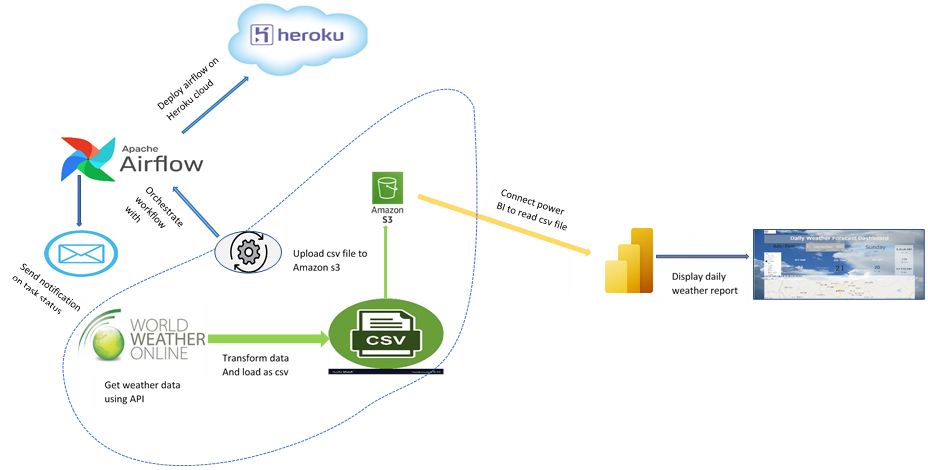 heroku
Deploy airflow on
Heroku cloud
Apache
Airflow
Orchestrate
workflow
with
Send notification
on task status
Amazon
S3
Upload csv file to
Amazon s3
Connect power
BI to read csv file
Display daily
weather report
Daily Weather Forecast Dashboard
Sunday
21
WORLD
WEATHER
ONLINE
Get weather data
using API
Transform data
And load as csv
CSV